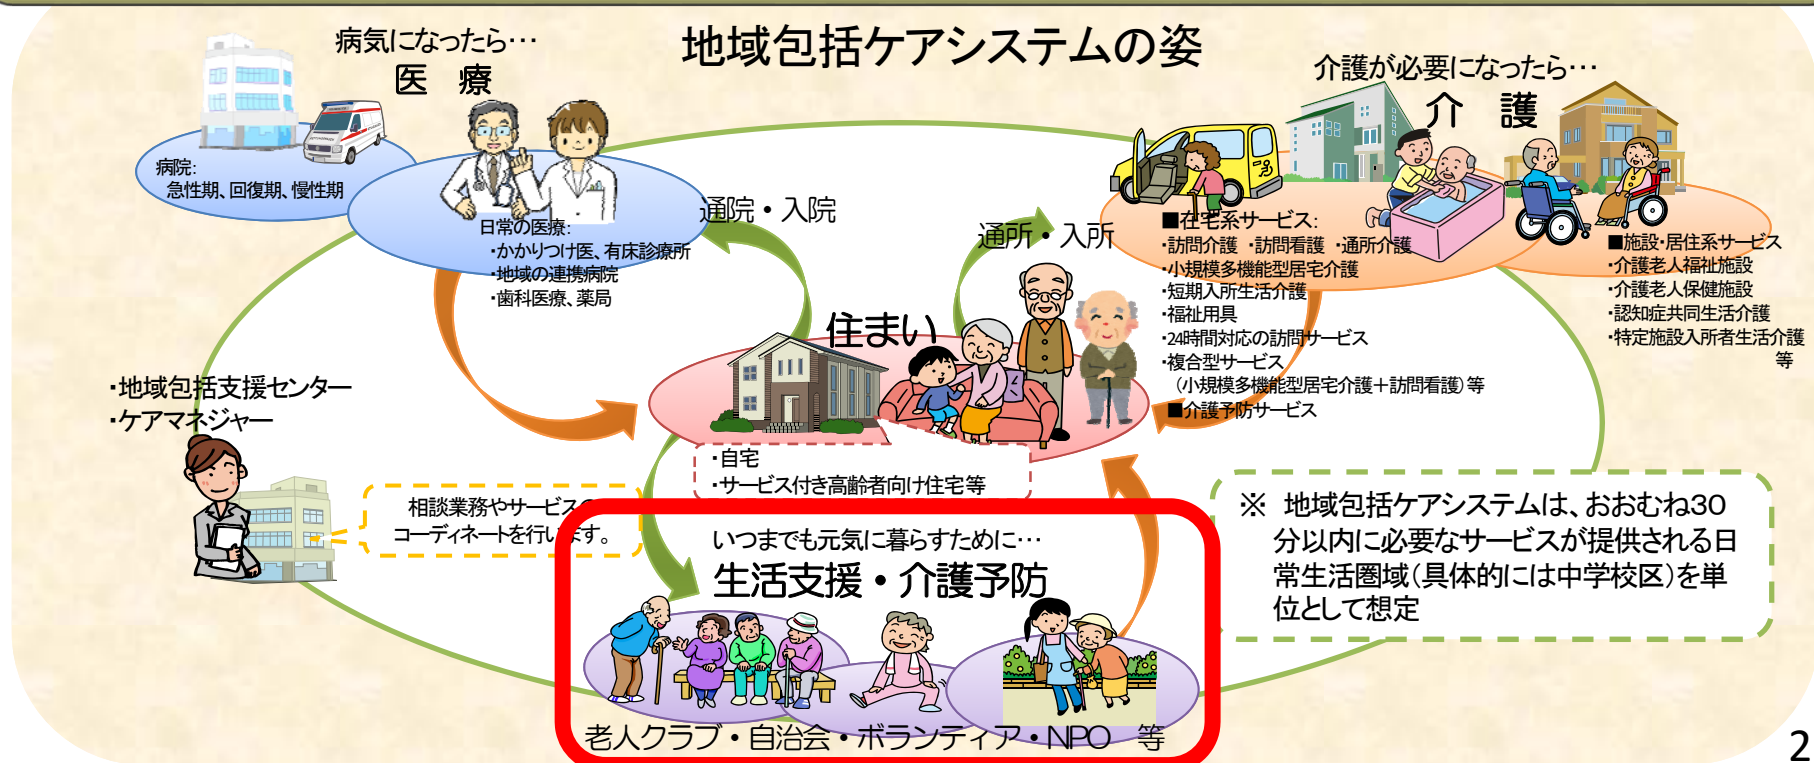 地域包括ケアシステムの姿
病気になったら…
医 療
病院:
急性期、回復期、慢性期
日常の医療:
・かかりつけ医、有床診療所
・地域の連携病院
・歯科医療、薬局
通院・入院
通所・入所
介護が必要になったら…
介 護
■在宅系サービス:
・訪問介護 ・訪問看護 ・通所介護
・小規模多機能型居宅介護
・短期入所生活介護
・福祉用具
・24時間対応の訪問サービス
・複合型サービス
(小規模多機能型居宅介護+訪問看護)等
■介護予防サービス
■施設・居住系サービス
・介護老人福祉施設
・介護老人保健施設
・認知症共同生活介護
・特定施設入所者生活介護
等
住まい
・自宅
・サービス付き高齢者向け住宅等
・地域包括支援センター
・ケアマネジャー
相談業務やサービスの
コーディネートを行います。
いつまでも元気に暮らすために…
生活支援・介護予防
老人クラブ・自治会・ボランティア・NPO 等
※ 地域包括ケアシステムは、おおむね30
分以内に必要なサービスが提供される日
常生活圏域(具体的には中学校区)を単
位として想定
2